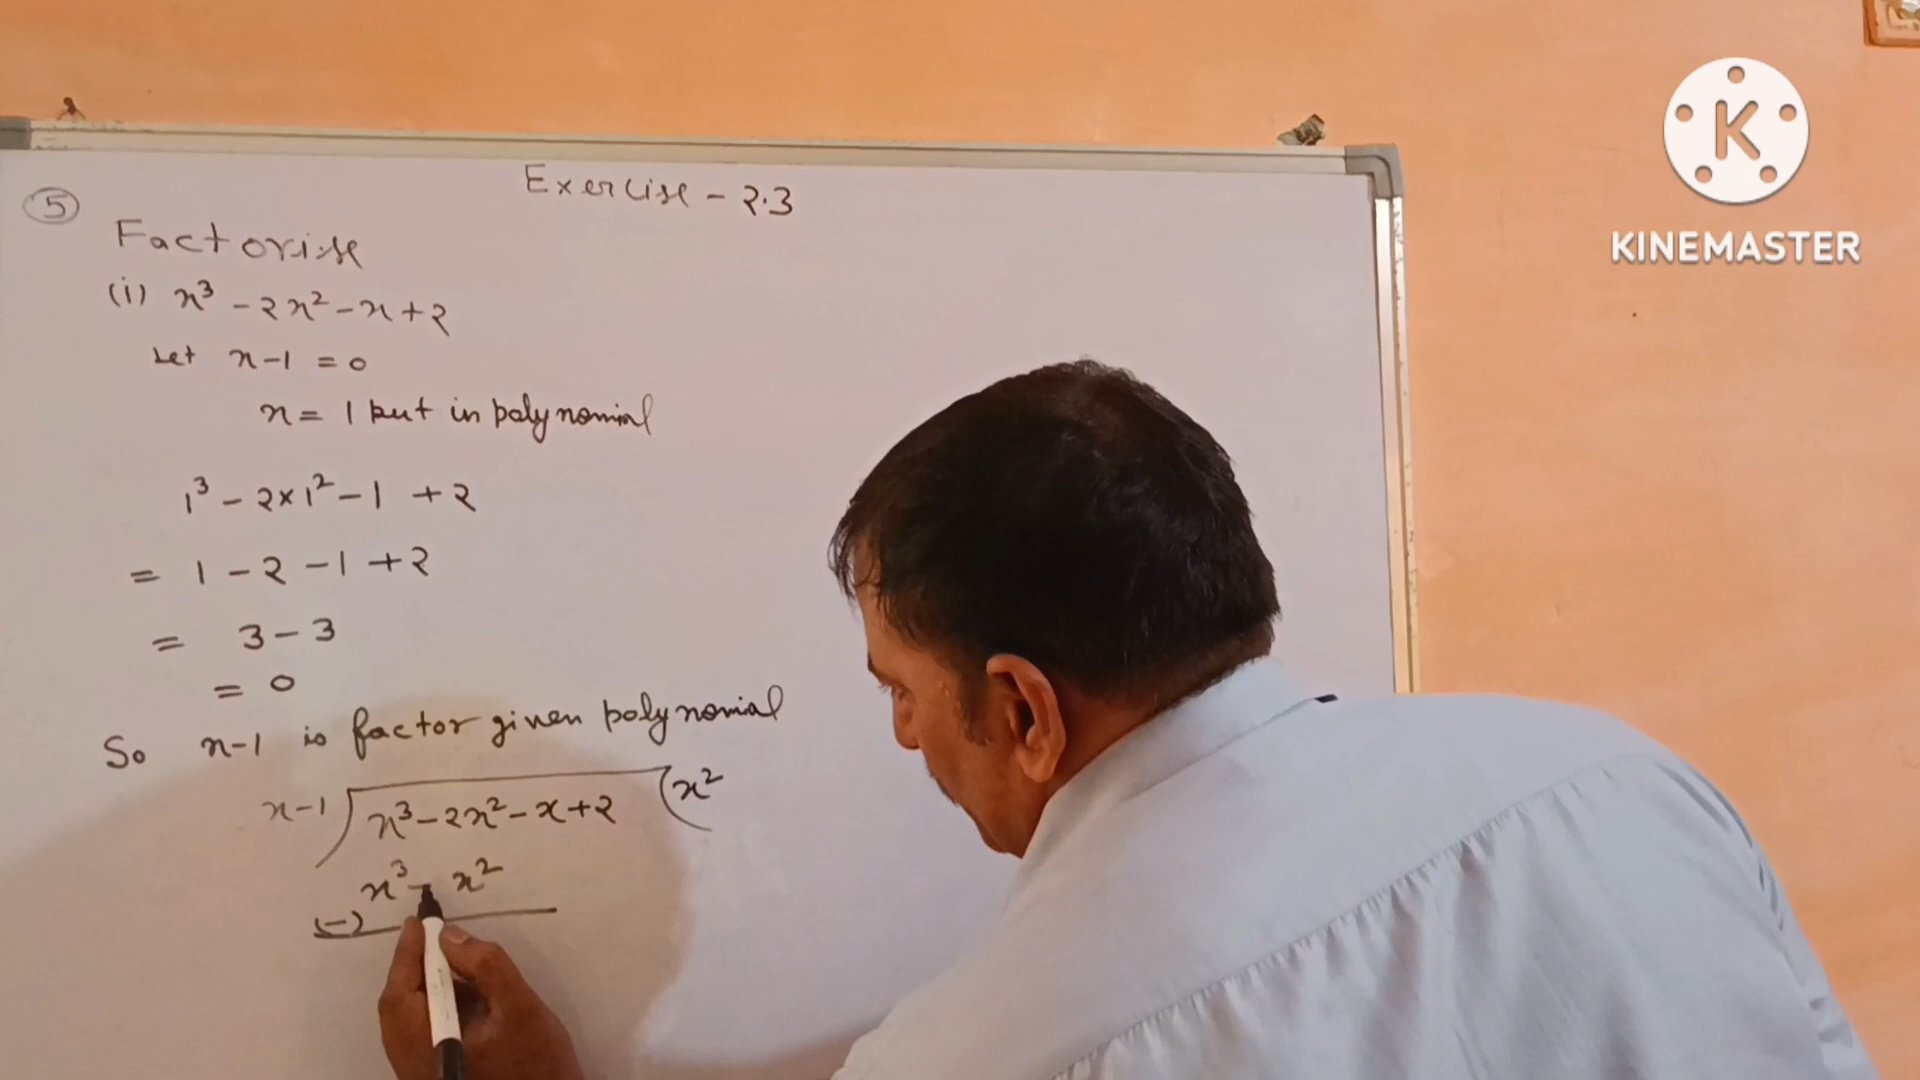 Exercise - 2.3
5
Factorise
(i) x³ - 2x² - x + 2
Let x-1 = 0
x = 1 put in polynomial
1³ - 2×1² - 1 + 2
= 1 - 2 - 1 + 2
= 3 - 3
= 0
So x-1 is factor given polynomial
x-1 ) x³ - 2x² - x + 2 ( x²
x³ - x²
(-)
K
KINEMASTER